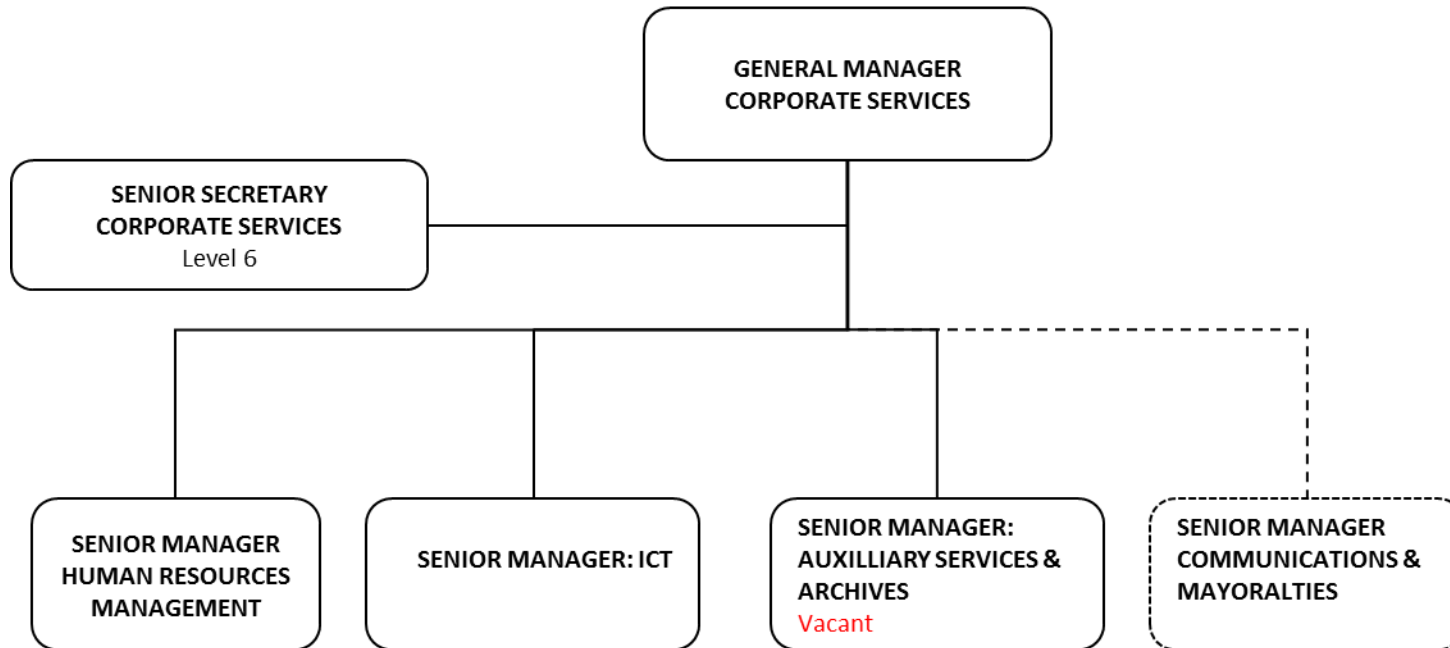 GENERAL MANAGER
CORPORATE SERVICES
SENIOR SECRETARY
CORPORATE SERVICES
Level 6
SENIOR MANAGER
HUMAN RESOURCES
MANAGEMENT
SENIOR MANAGER: ICT
SENIOR MANAGER:
AUXILLIARY SERVICES &
ARCHIVES
Vacant
SENIOR MANAGER
COMMUNICATIONS &
MAYORALTIES